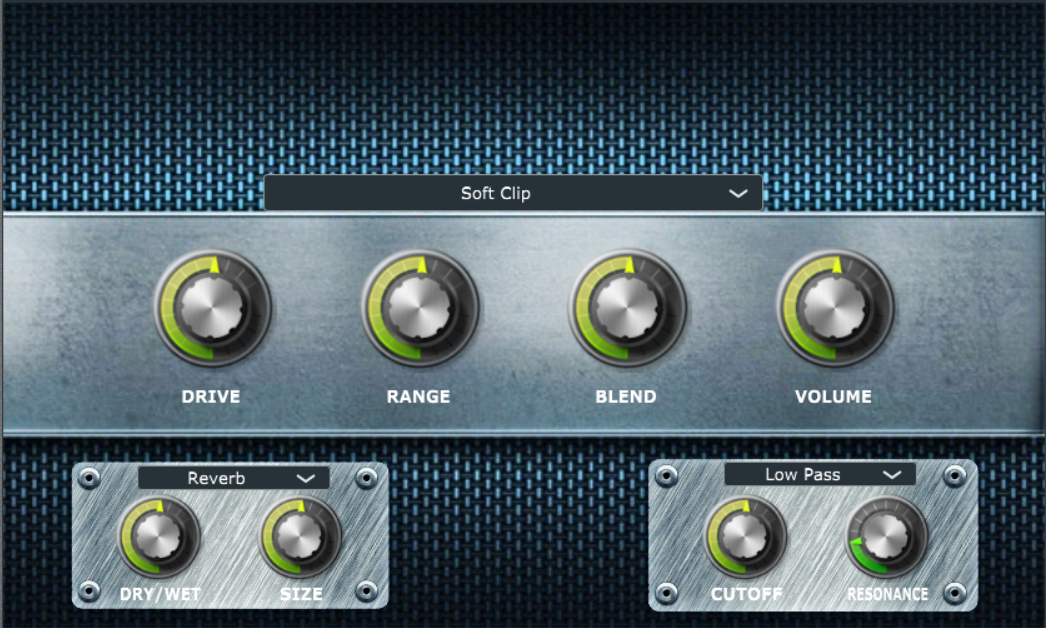 Soft Clip
DRIVE RANGE BLEND VOLUME
Reverb
DRY/WET SIZE
Low Pass
CUTOFF RESONANCE